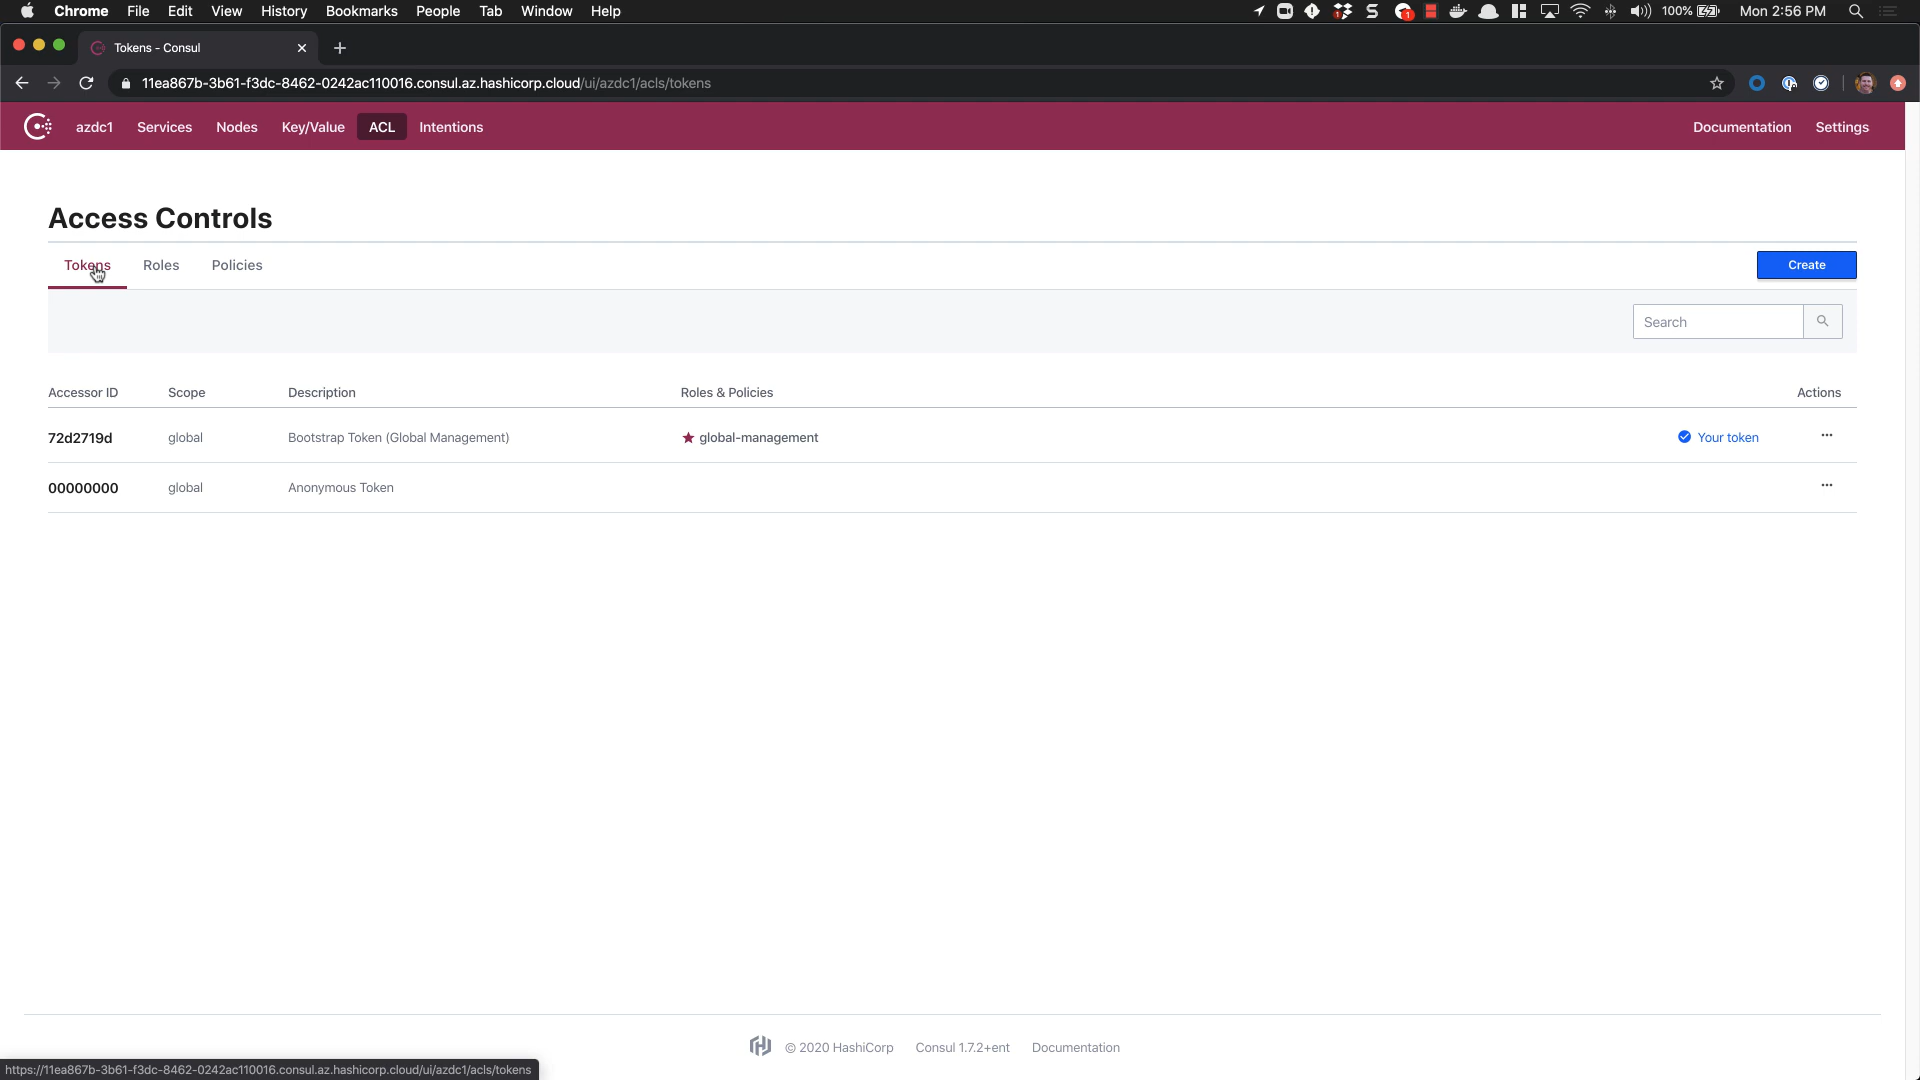 Chrome File Edit View History Bookmarks People Tab Window Help 1 1 100% Mon 2:56 PM
Tokens - Consul
11ea867b-3b61-f3dc-8462-0242ac110016.consul.az.hashicorp.cloud/ui/azdc1/acls/tokens
azdc1 Services Nodes Key/Value ACL Intentions Documentation Settings
Access Controls
Tokens Roles Policies Create
Search
Accessor ID Scope Description Roles & Policies Actions
72d2719d global Bootstrap Token (Global Management) global-management Your token
00000000 global Anonymous Token
© 2020 HashiCorp Consul 1.7.2+ent Documentation
https://11ea867b-3b61-f3dc-8462-0242ac110016.consul.az.hashicorp.cloud/ui/azdc1/acls/tokens